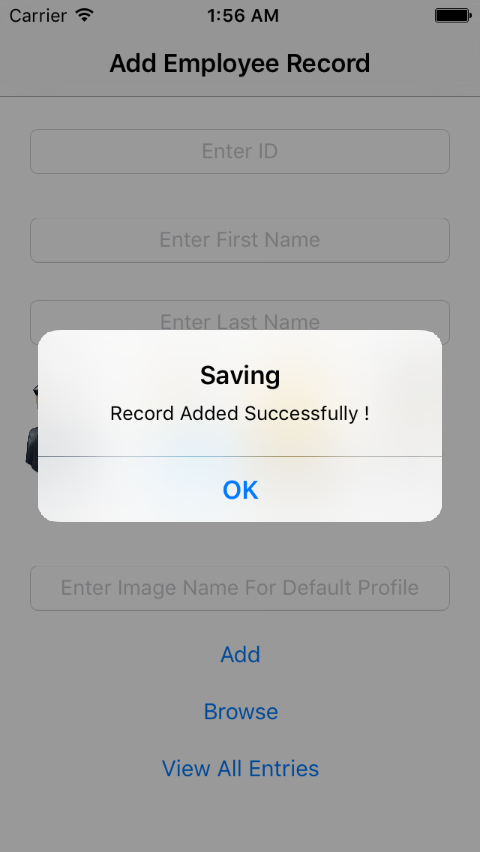 Carrier 1:56 AM
Add Employee Record
Enter ID
Enter First Name
Enter Last Name
Saving
Record Added Successfully !
OK
Enter Image Name For Default Profile
Add
Browse
View All Entries